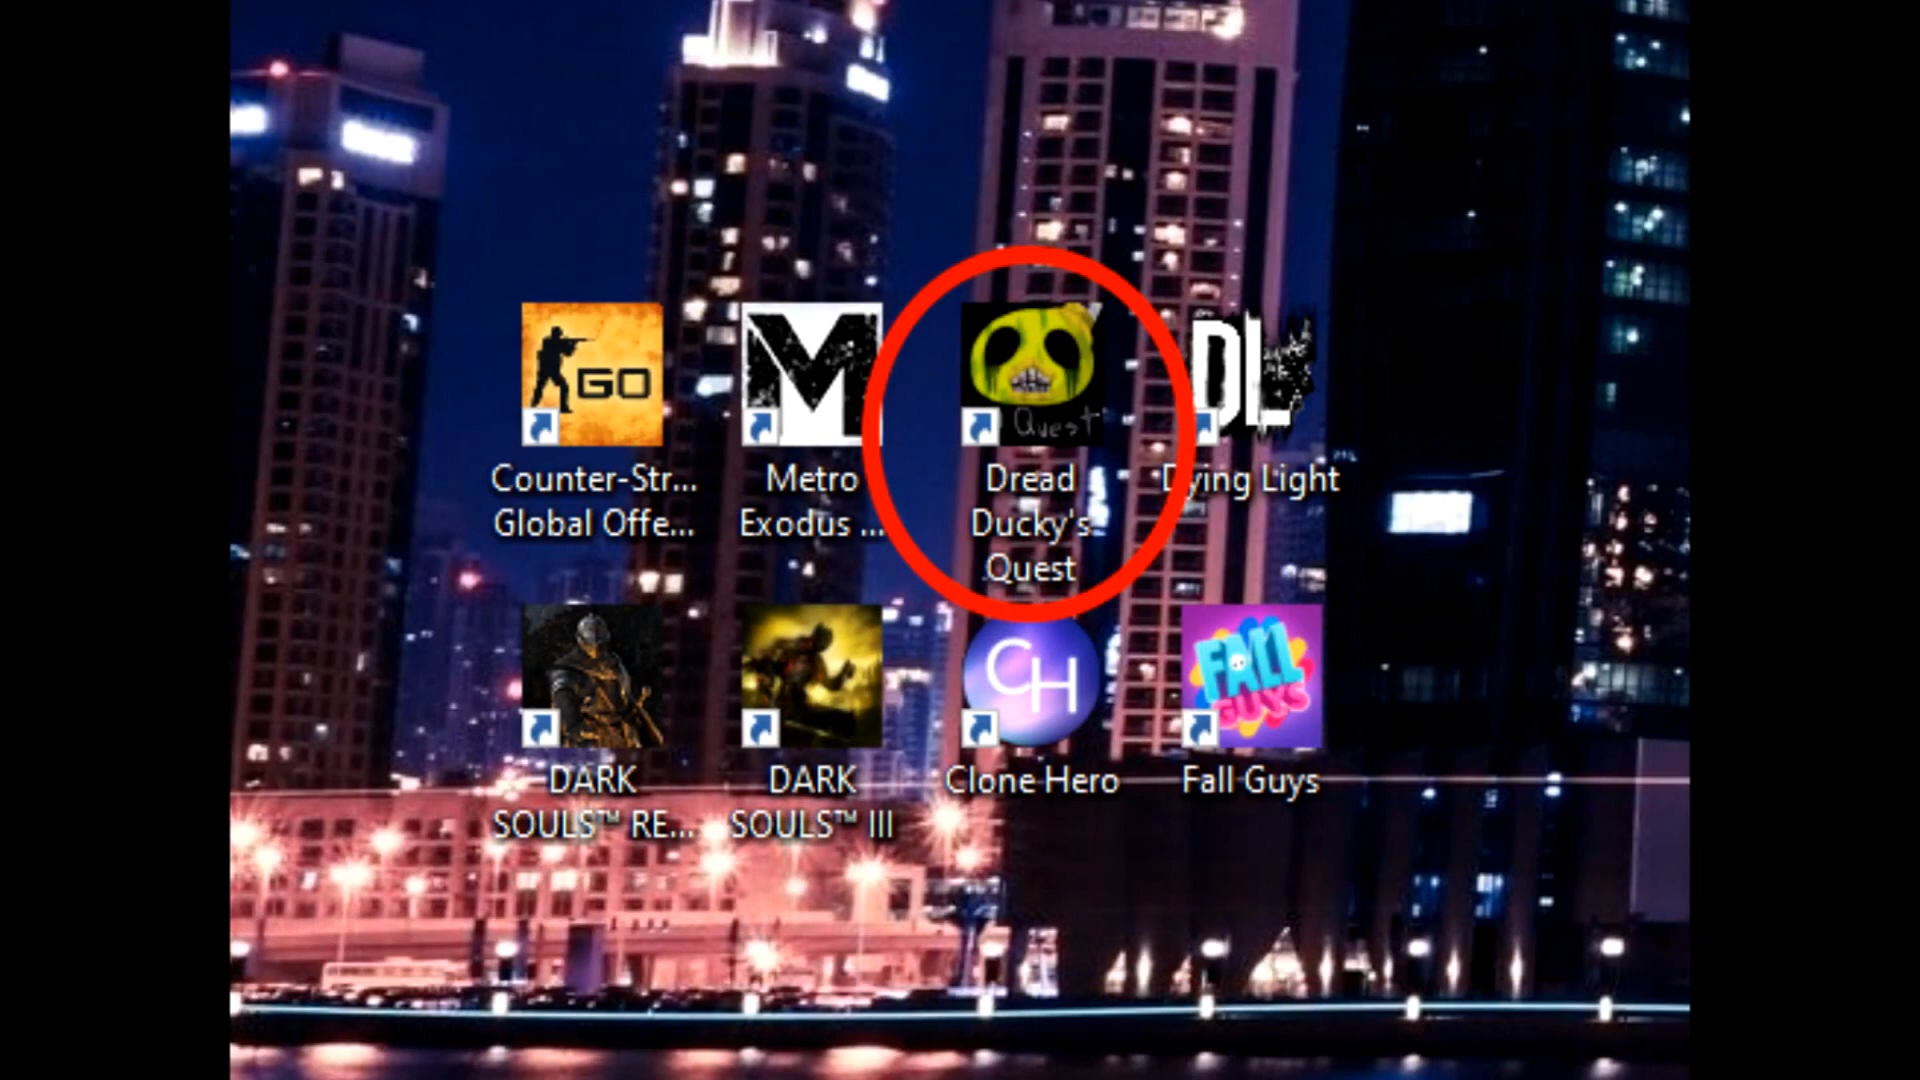 GO
M
Quest
DL
Counter-Str...
Global Offe...
Metro
Exodus ...
Dread
Ducky's
Quest
Dying Light
CH
FALL
GUYS
DARK
SOULS™ RE...
DARK
SOULS™ III
Clone Hero
Fall Guys